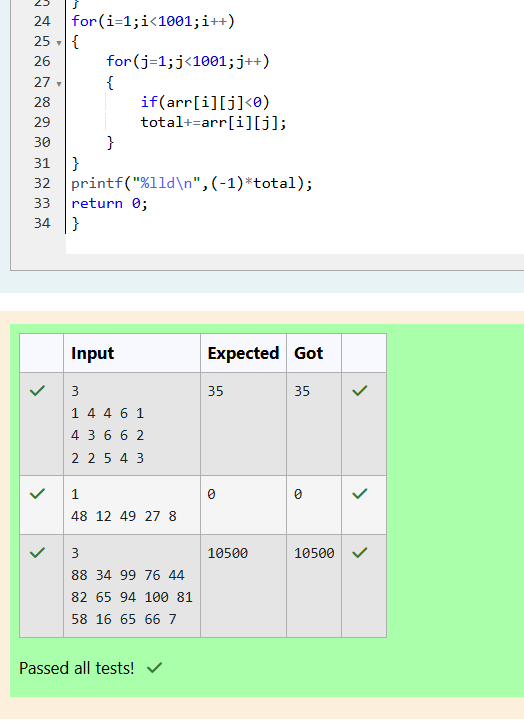 23 }
24 for(i=1;i<1001;i++)
25 {
26 for(j=1;j<1001;j++)
27 {
28 if(arr[i][j]<0)
29 total+=arr[i][j];
30 }
31 }
32 printf("%lld\n",(-1)*total);
33 return 0;
34 }
Input Expected Got
3 35 35
1 4 4 6 1
4 3 6 6 2
2 2 5 4 3
1 0 0
48 12 49 27 8
3 10500 10500
88 34 99 76 44
82 65 94 100 81
58 16 65 66 7
Passed all tests!